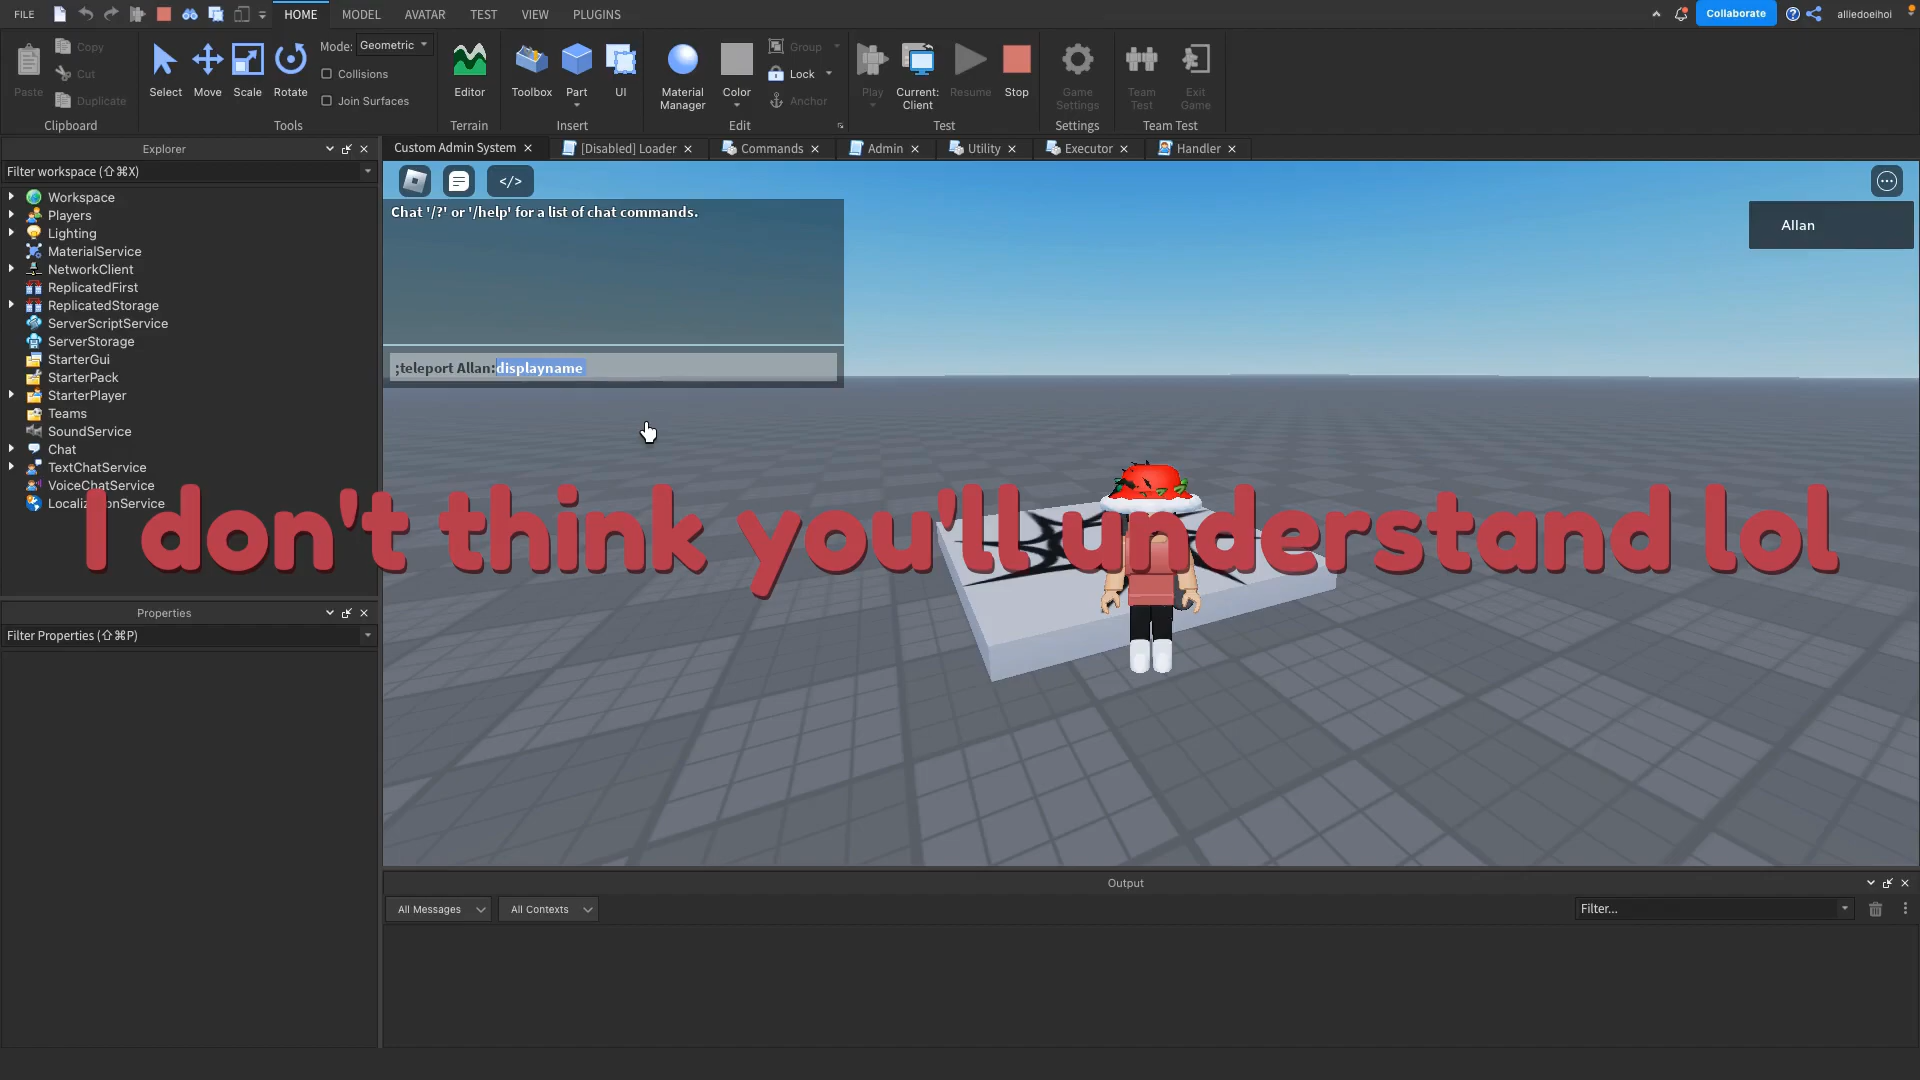 FILE HOME MODEL AVATAR TEST VIEW PLUGINS Collaborate alliedoeihoi
Paste Copy Cut Duplicate
Clipboard
Select Move Scale Rotate
Mode: Geometric
Collisions
Join Surfaces
Tools
Editor
Terrain
Toolbox Part UI
Insert
Material Manager Color
Group
Lock
Anchor
Edit
Play Current: Client Resume Stop
Test
Game Settings
Settings
Team Test Exit Game
Team Test
Explorer
Filter workspace (⇧⌘X)
Workspace
Players
Lighting
MaterialService
NetworkClient
ReplicatedFirst
ReplicatedStorage
ServerScriptService
ServerStorage
StarterGui
StarterPack
StarterPlayer
Teams
SoundService
Chat
TextChatService
VoiceChatService
LocalizationService
Properties
Filter Properties (⇧⌘P)
Custom Admin System [Disabled] Loader Commands Admin Utility Executor Handler
</>
Chat '/?' or '/help' for a list of chat commands.
;teleport Allan:displayname
Allan
I don't think you'll understand lol
Output
All Messages All Contexts Filter...